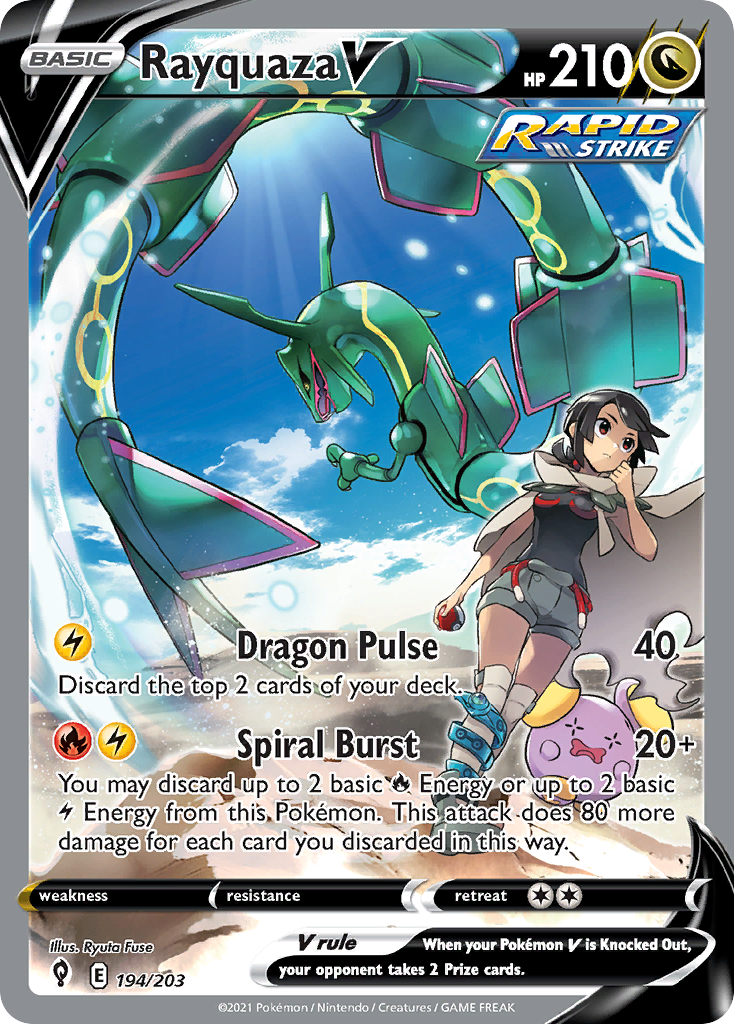 BASIC
Rayquaza V
HP 210
RAPID
STRIKE
Dragon Pulse 40
Discard the top 2 cards of your deck.
Spiral Burst 20+
You may discard up to 2 basic Energy or up to 2 basic
Energy from this Pokémon. This attack does 80 more
damage for each card you discarded in this way.
weakness resistance retreat
Illus. Ryuta Fuse
V rule When your Pokémon V is Knocked Out,
your opponent takes 2 Prize cards.
E 194/203
©2021 Pokémon / Nintendo / Creatures / GAME FREAK